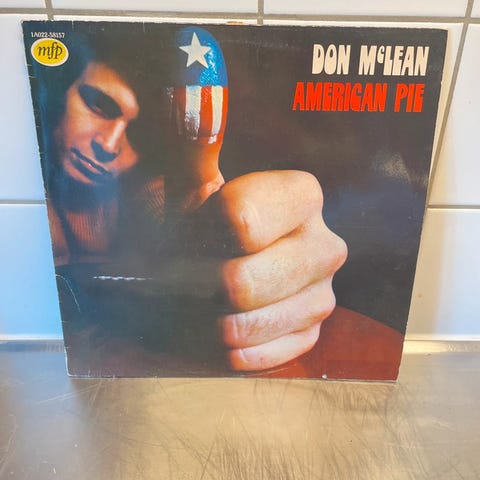 1A022-58157
mfp
DON McLEAN
AMERICAN PIE